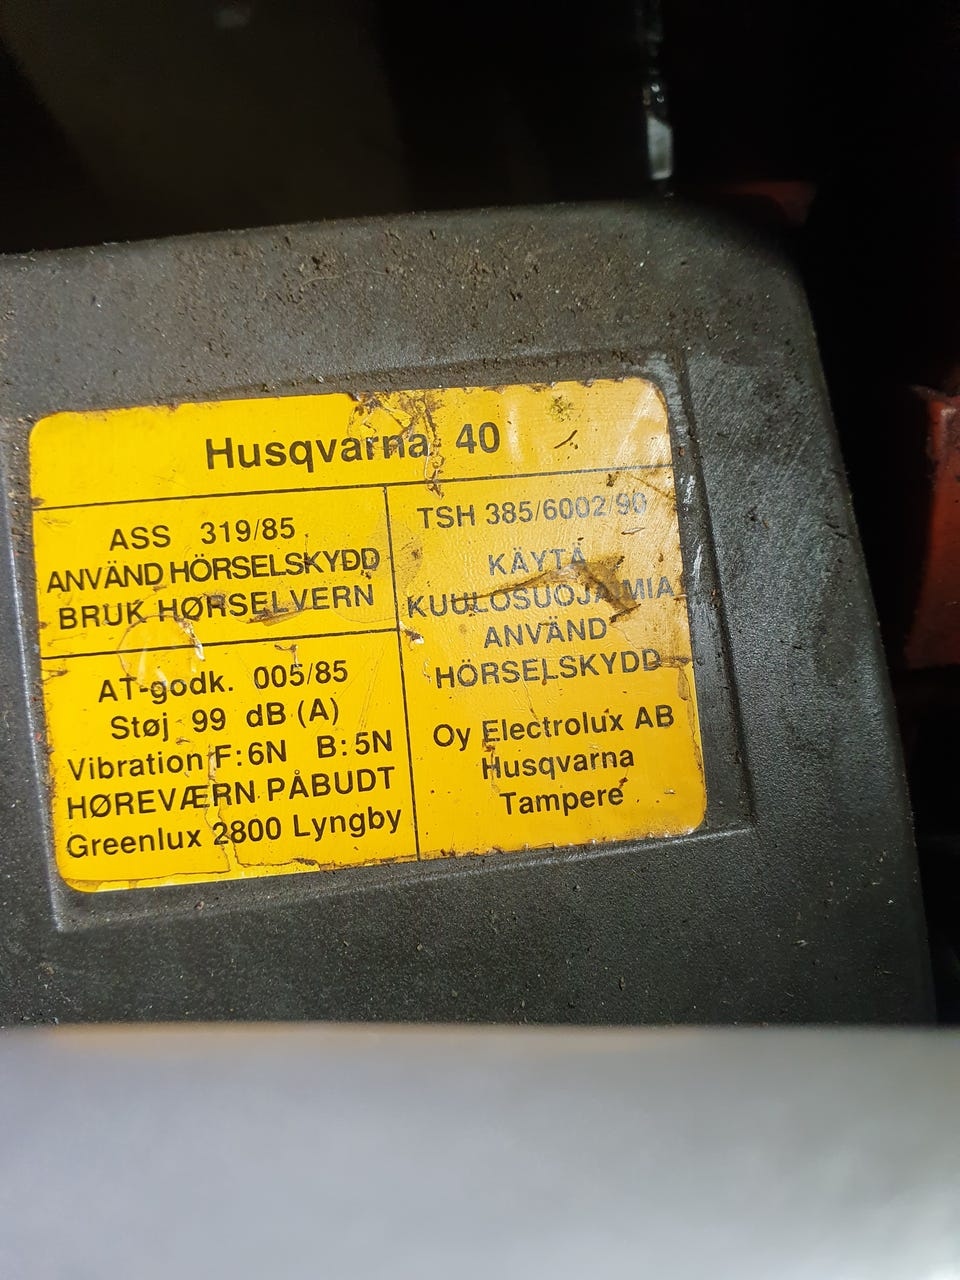 Husqvarna 40
ASS 319/85
ANVÄND HÖRSELSKYDD
BRUK HØRSELVERN
AT-godk. 005/85
Støj 99 dB (A)
Vibration F:6N B:5N
HØREVÆRN PÅBUDT
Greenlux 2800 Lyngby
TSH 385/6002/90
KÄYTÄ
KUULOSUOJAIMIA
ANVÄND
HÖRSELSKYDD
Oy Electrolux AB
Husqvarna
Tampere